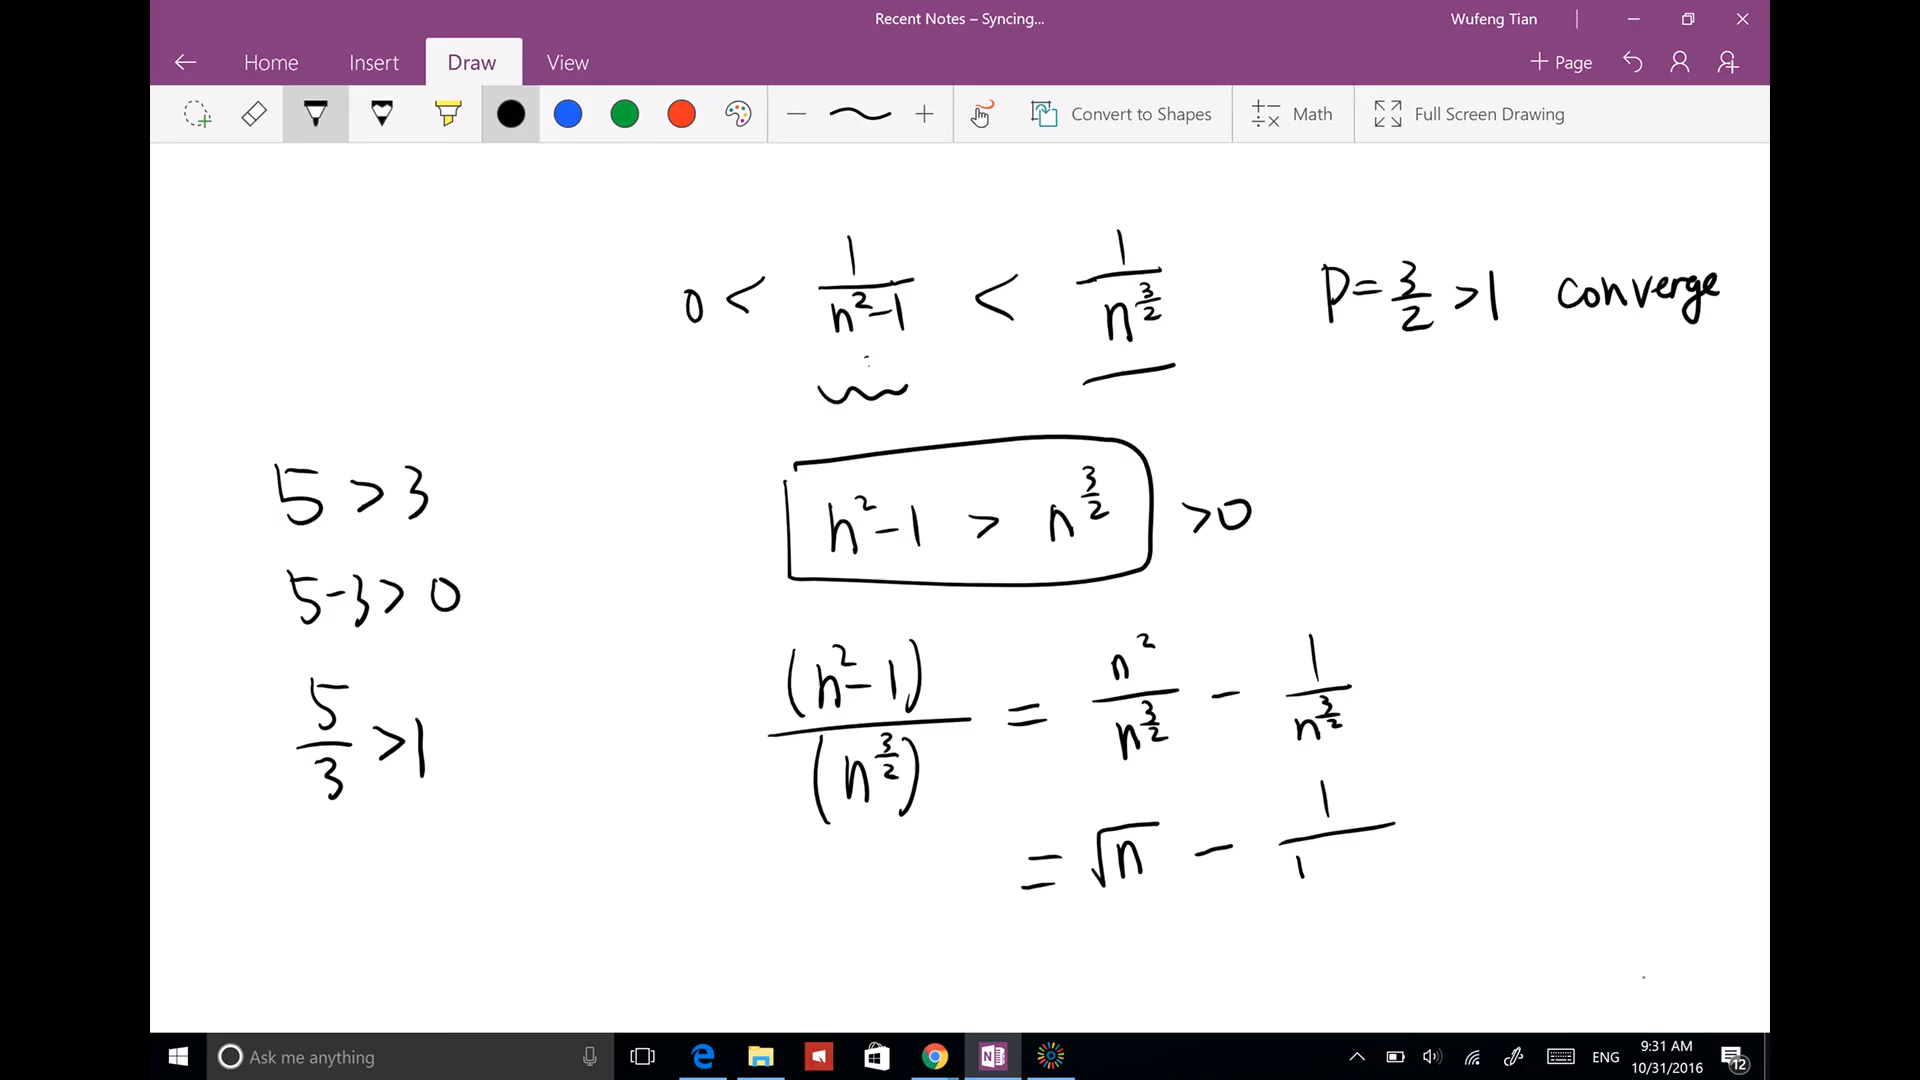 Recent Notes – Syncing...
Wufeng Tian
Home Insert Draw View
Page
Convert to Shapes
Math
Full Screen Drawing
0 < 1/(n²-1) < 1/n^(3/2) P = 3/2 > 1 converge
5 > 3
n²-1 > n^(3/2) > 0
5-3 > 0
(n²-1)/(n^(3/2)) = n²/n^(3/2) - 1/n^(3/2)
5/3 > 1
= √n - 1/
Ask me anything
ENG
9:31 AM
10/31/2016
12